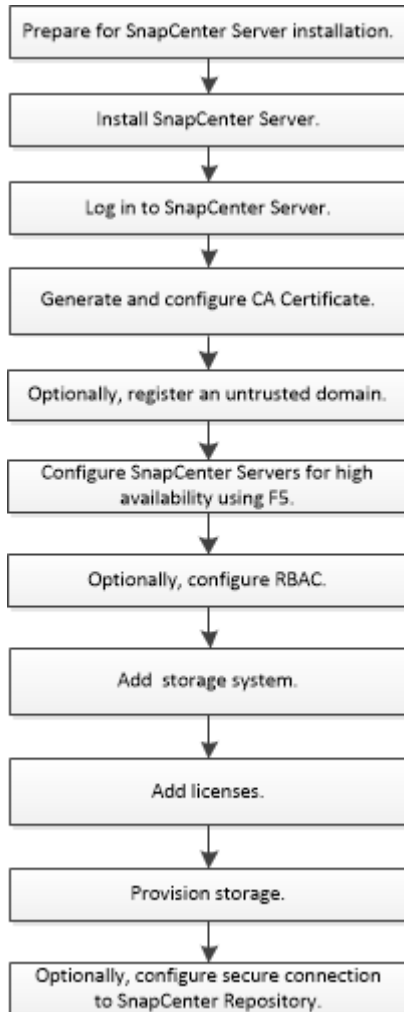 Prepare for SnapCenter Server installation.
Install SnapCenter Server.
Log in to SnapCenter Server.
Generate and configure CA Certificate.
Optionally, register an untrusted domain.
Configure SnapCenter Servers for high
availability using F5.
Optionally, configure RBAC.
Add storage system.
Add licenses.
Provision storage.
Optionally, configure secure connection
to SnapCenter Repository.